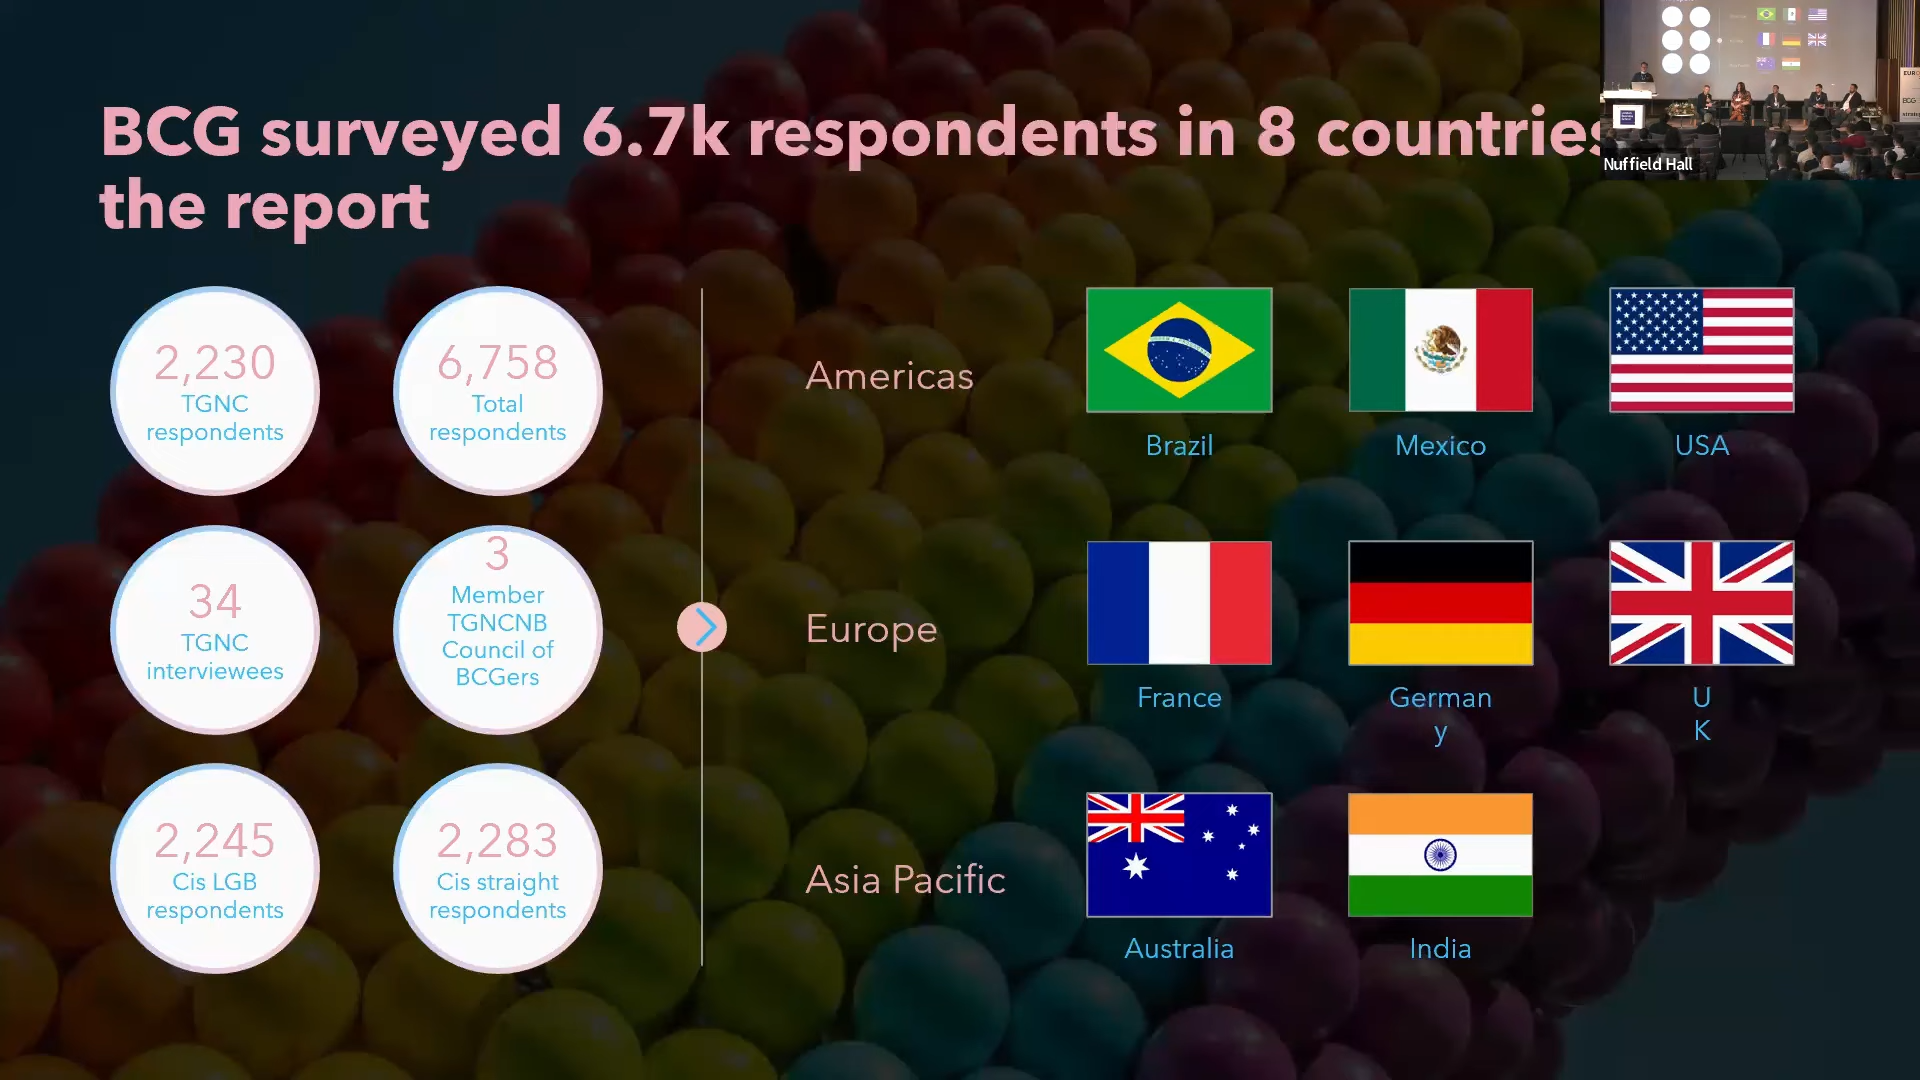 BCG surveyed 6.7k respondents in 8 countries
the report
2,230
TGNC
respondents
6,758
Total
respondents
34
TGNC
interviewees
3
Member
TGNCNB
Council of
BCGers
2,245
Cis LGB
respondents
2,283
Cis straight
respondents
Americas
Brazil
Mexico
USA
Europe
France
German
y
U
K
Asia Pacific
Australia
India
Nuffield Hall
EURO
BCG